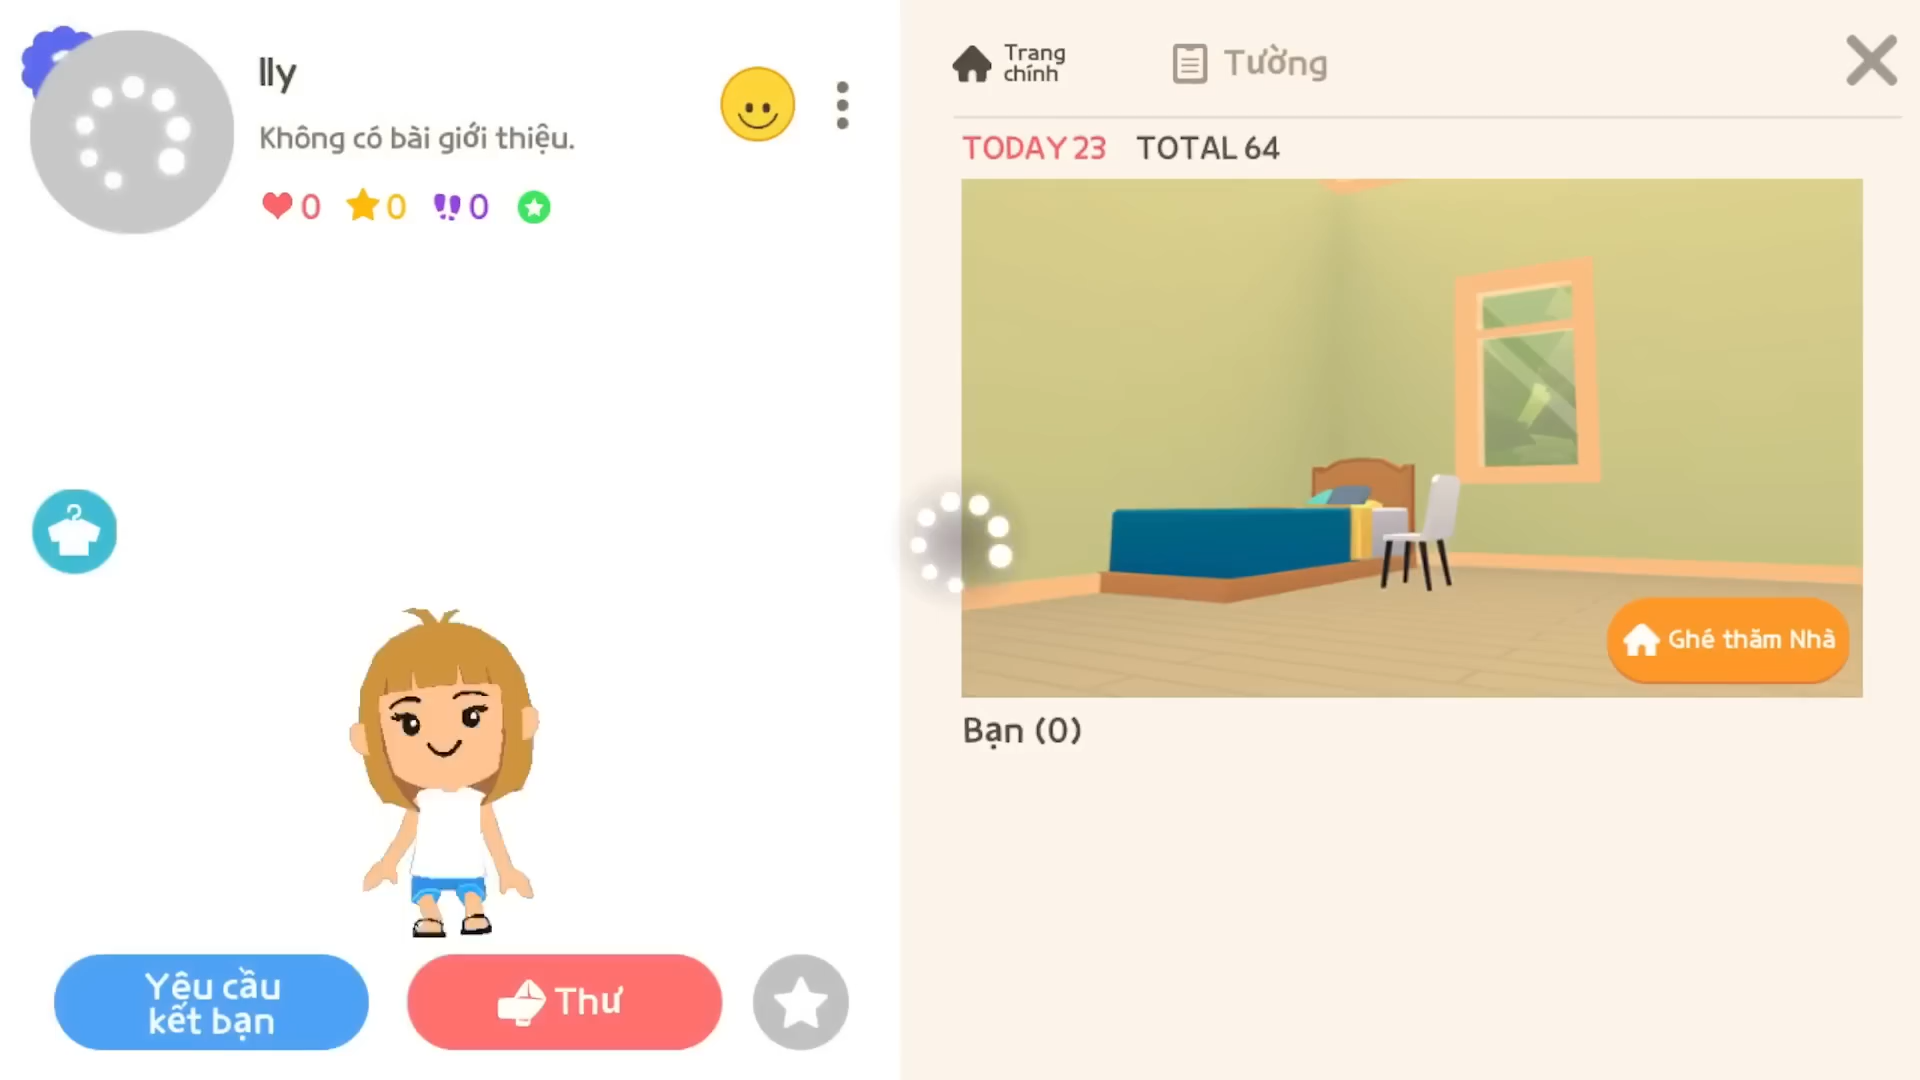 lly
Không có bài giới thiệu.
0
0
0
Yêu cầu
kết bạn
Thư
Trang
chính
Tường
TODAY 23 TOTAL 64
Ghé thăm Nhà
Bạn (0)